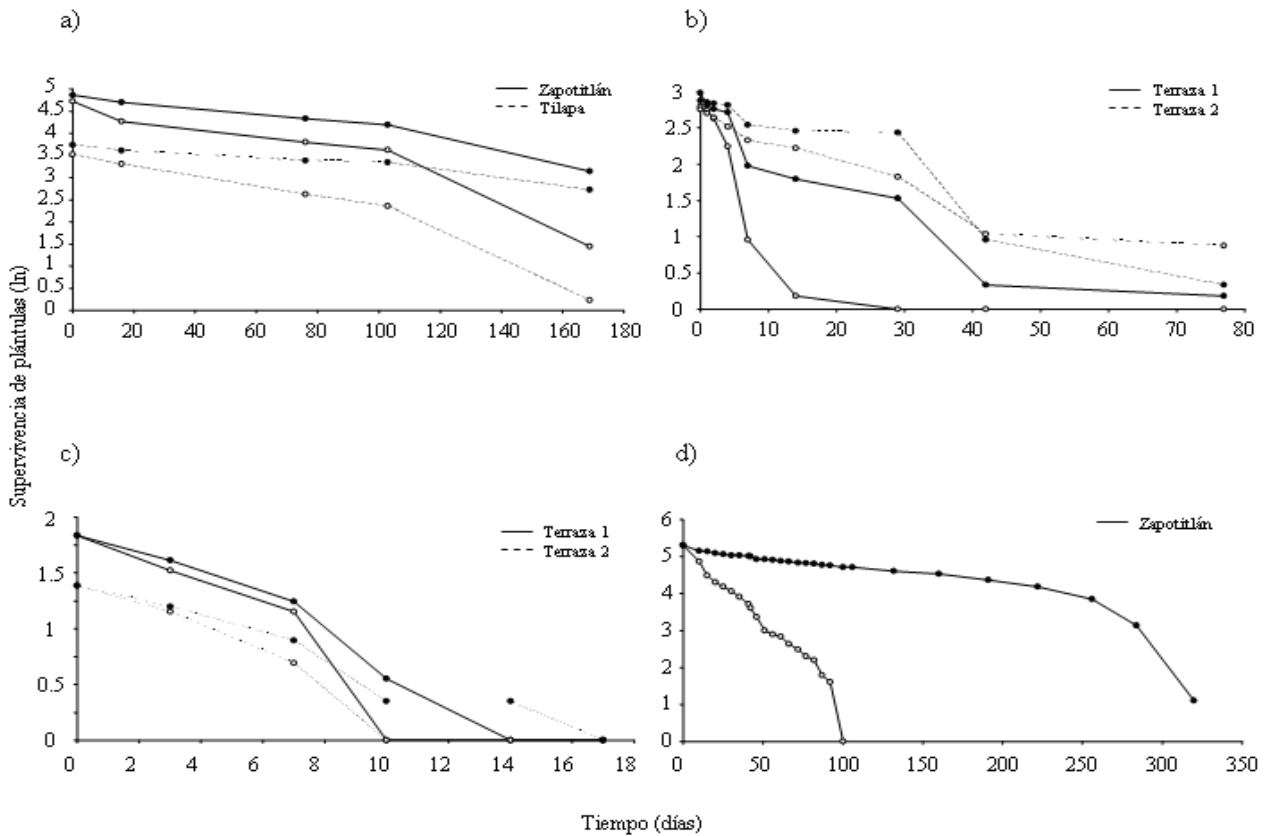 a)
Zapotitlán
Tilapa
5
4.5
4
3.5
3
2.5
2
1.5
1
0.5
0
0 20 40 60 80 100 120 140 160 180
b)
Terraza 1
Terraza 2
3
2.5
2
1.5
1
0.5
0
0 10 20 30 40 50 60 70 80
Supervivencia de plántulas (ln)
c)
Terraza 1
Terraza 2
2
1.5
1
0.5
0
0 2 4 6 8 10 12 14 16 18
d)
Zapotitlán
6
5
4
3
2
1
0
0 50 100 150 200 250 300 350
Tiempo (días)